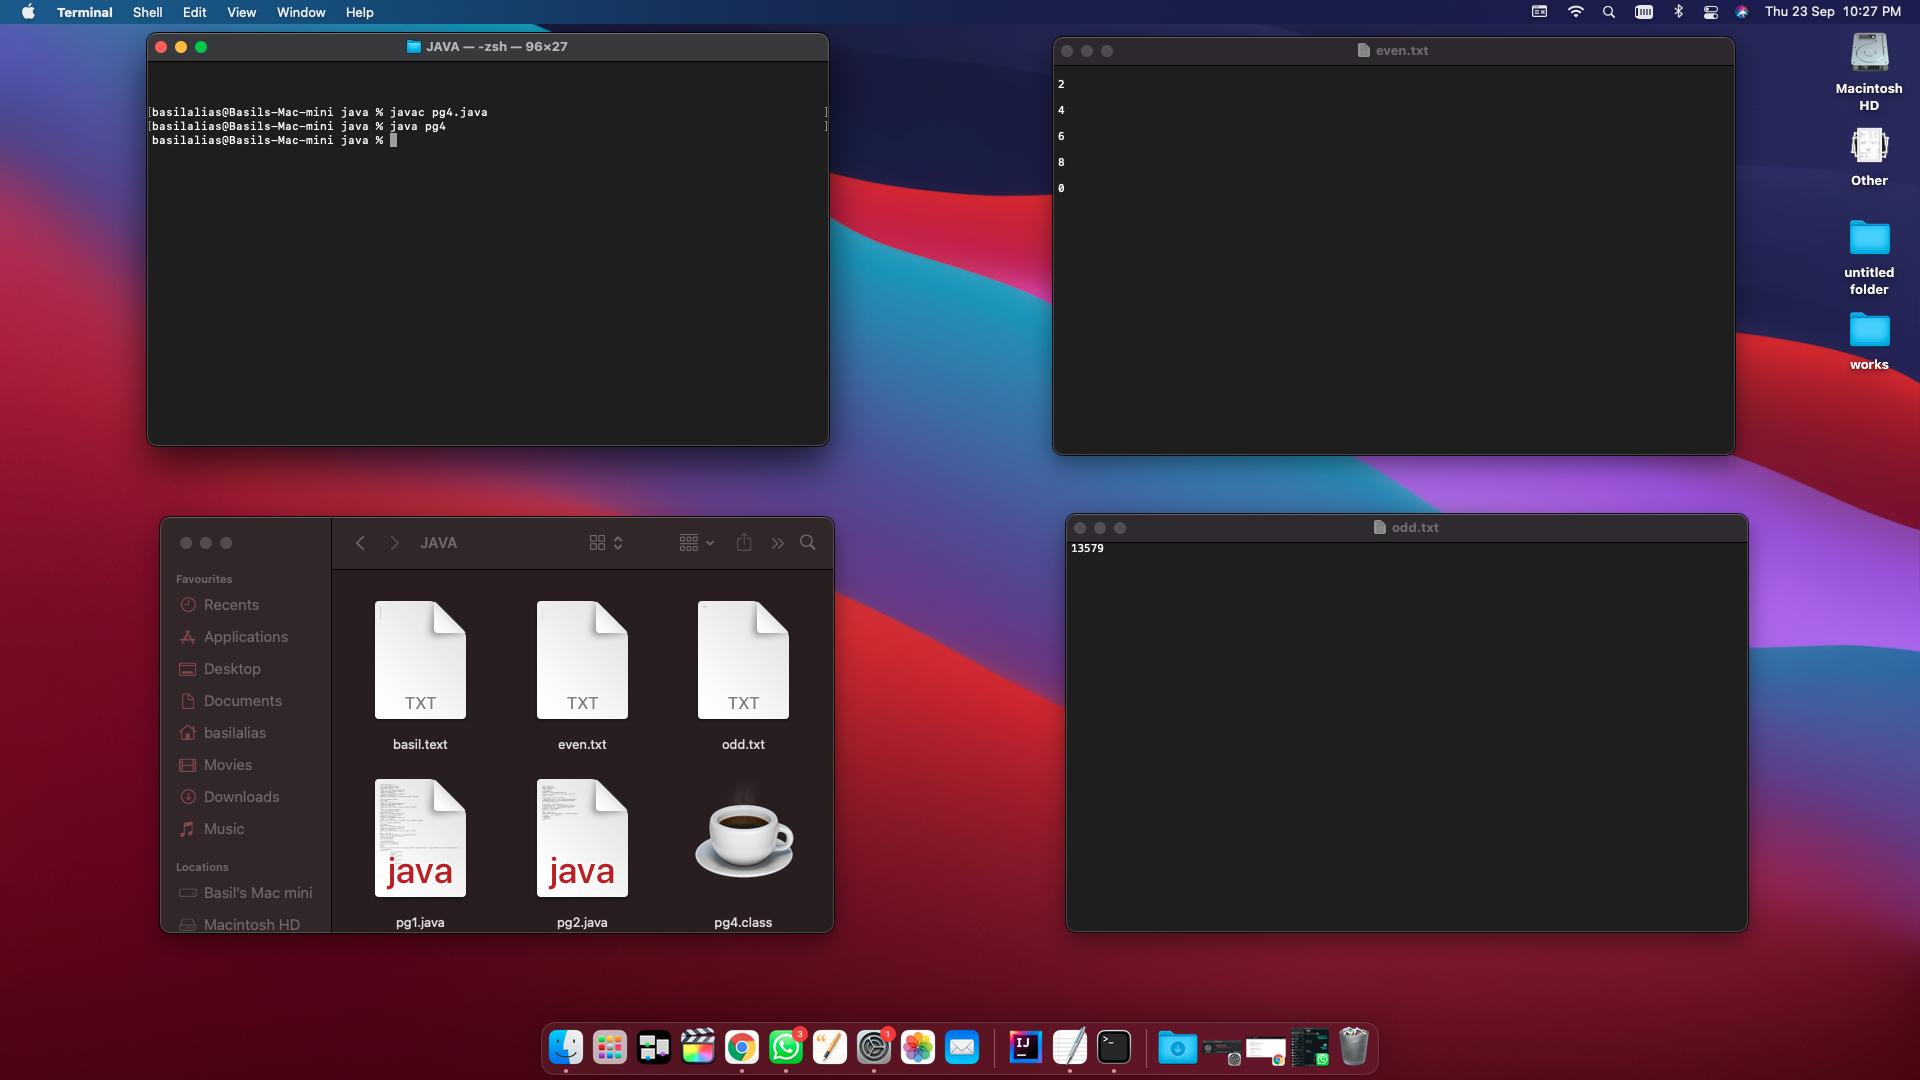 Terminal Shell Edit View Window Help
Thu 23 Sep 10:27 PM
JAVA — -zsh — 96×27
[basilalias@Basils-Mac-mini java % javac pg4.java ]
[basilalias@Basils-Mac-mini java % java pg4 ]
basilalias@Basils-Mac-mini java %
even.txt
2
4
6
8
0
Macintosh
HD
Other
untitled
folder
works
JAVA
Favourites
Recents
Applications
Desktop
Documents
basilalias
Movies
Downloads
Music
Locations
Basil's Mac mini
Macintosh HD
TXT
basil.text
TXT
even.txt
TXT
odd.txt
java
pg1.java
java
pg2.java
pg4.class
odd.txt
13579
3
1
IJ
>_